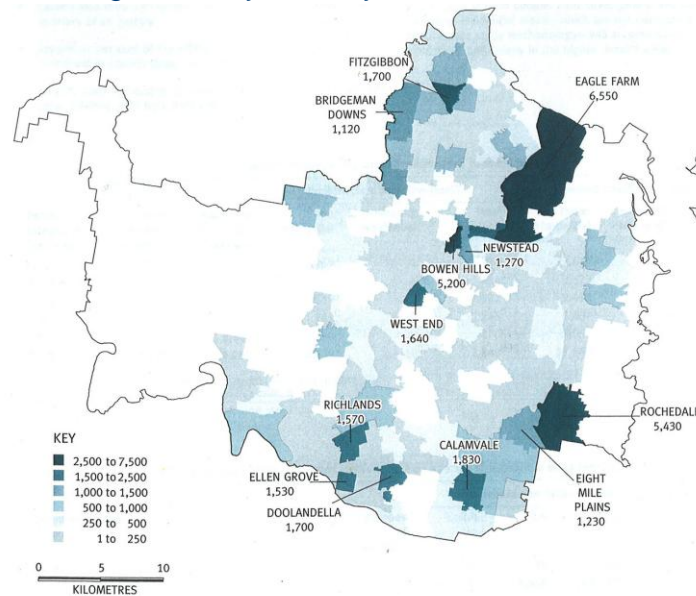 FITZGIBBON
1,700
EAGLE FARM
6,550
BRIDGEMAN
DOWNS
1,120
NEWSTEAD
1,270
BOWEN HILLS
5,200
WEST END
1,640
RICHLANDS
1,570
CALAMVALE
1,830
ROCHEDALE
5,430
ELLEN GROVE
1,530
DOOLANDELLA
1,700
EIGHT
MILE
PLAINS
1,230
KEY
2,500 to 7,500
1,500 to 2,500
1,000 to 1,500
500 to 1,000
250 to 500
1 to 250
0 5 10
KILOMETRES